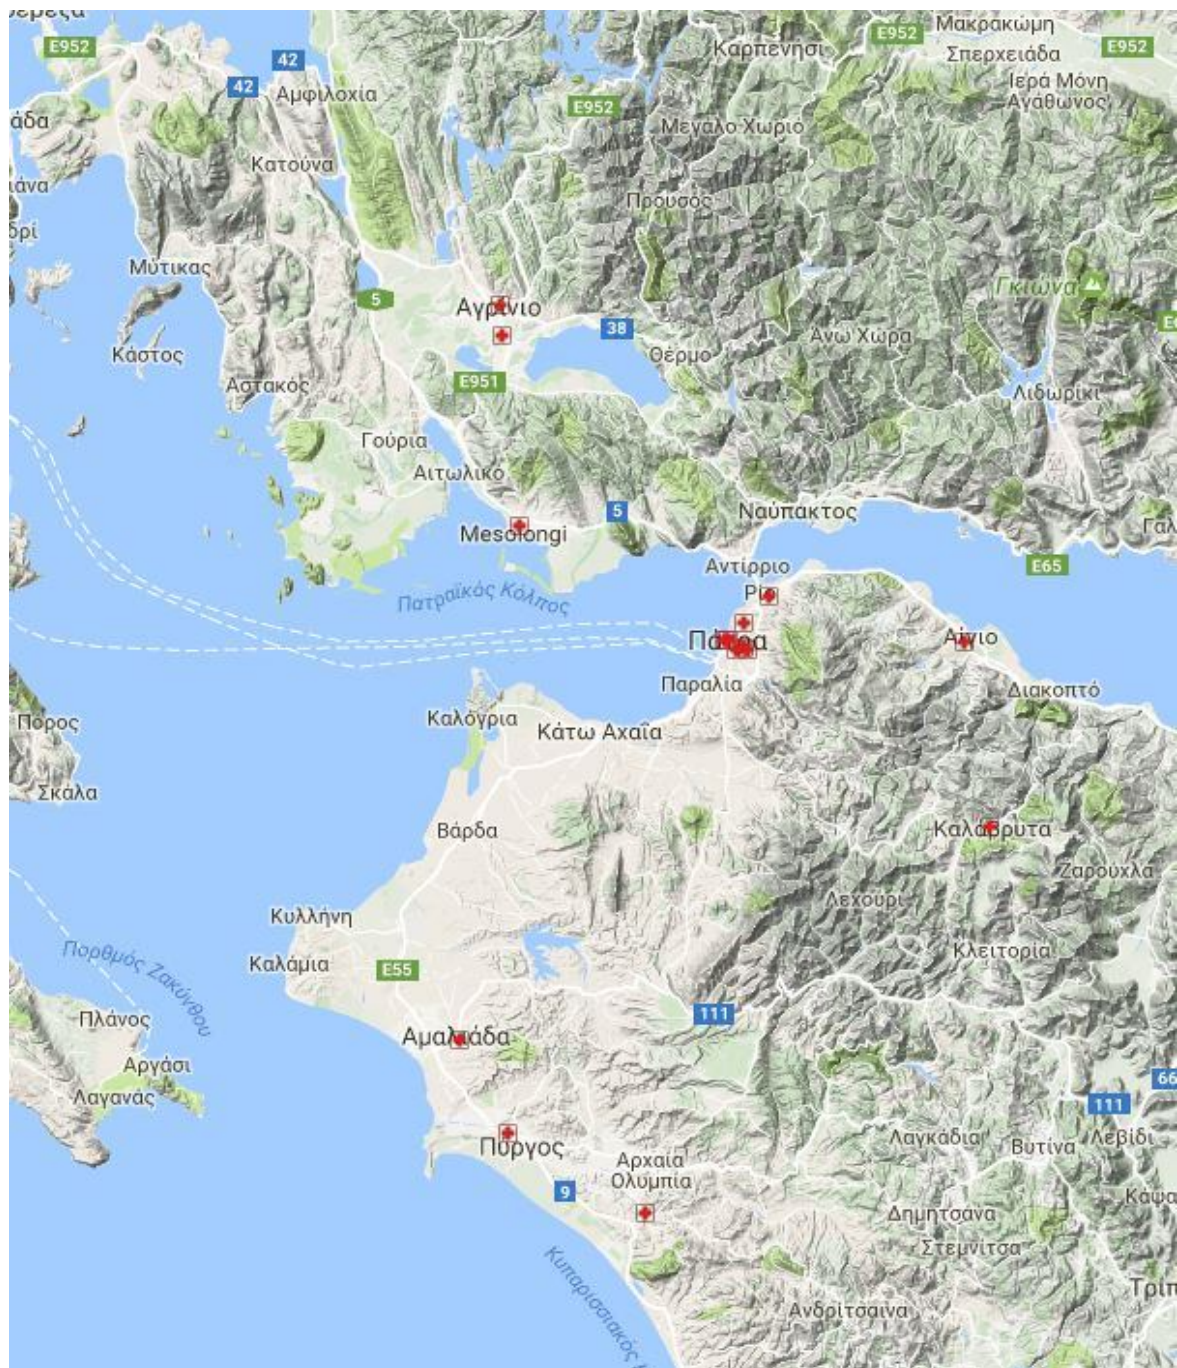 E952
42
42
Αμφιλοχία
Κατούνα
Μύτικας
Κάστος
Αστακός
5
Αγρίνιο
E951
38
Θέρμο
Γούρια
Αιτωλικό
Mesolongi
5
E952
Καρπενήσι
Μεγάλο Χωριό
Προυσός
E952
Μακρακώμη
Σπερχειάδα
E952
Ιερά Μονή
Αγάθωνος
Γκιώνα
Άνω Χώρα
Λιδωρίκι
Ναύπακτος
Αντίρριο
E65
Πατραϊκός Κόλπος
Ρίο
Πάτρα
Παραλία
Αίγιο
Διακοπτό
Καλόγρια
Κάτω Αχαΐα
Πόρος
Σκάλα
Βάρδα
Καλάβρυτα
Ζαρούχλα
Λεχούρι
Κλειτορία
Κυλλήνη
Καλάμια
E55
Πορθμός Ζακύνθου
Πλάνος
Αργάσι
Λαγανάς
Αμαλιάδα
111
66
111
Πύργος
Αρχαία
Ολυμπία
9
Λαγκάδια
Βυτίνα
Λεβίδι
Δημητσάνα
Στεμνίτσα
Ανδρίτσαινα
Κυπαρισσιακός